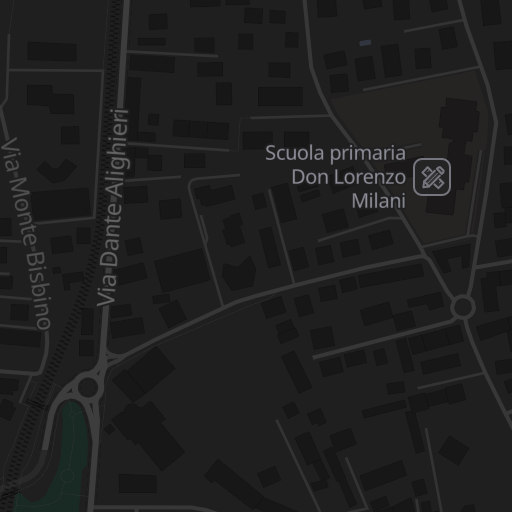 Scuola primaria
Don Lorenzo
Milani
Via Dante Alighieri
Via Monte Bisbino